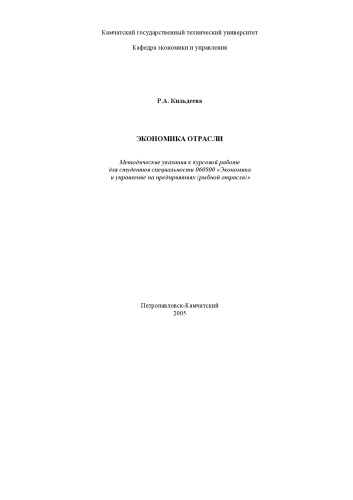 Камчатский государственный технический университет
Кафедра экономики и управления
Р.А. Кильдеева
ЭКОНОМИКА ОТРАСЛИ
Методические указания к курсовой работе
для студентов специальности 060800 «Экономика
и управление на предприятиях (рыбной отрасли)»
Петропавловск-Камчатский
2005